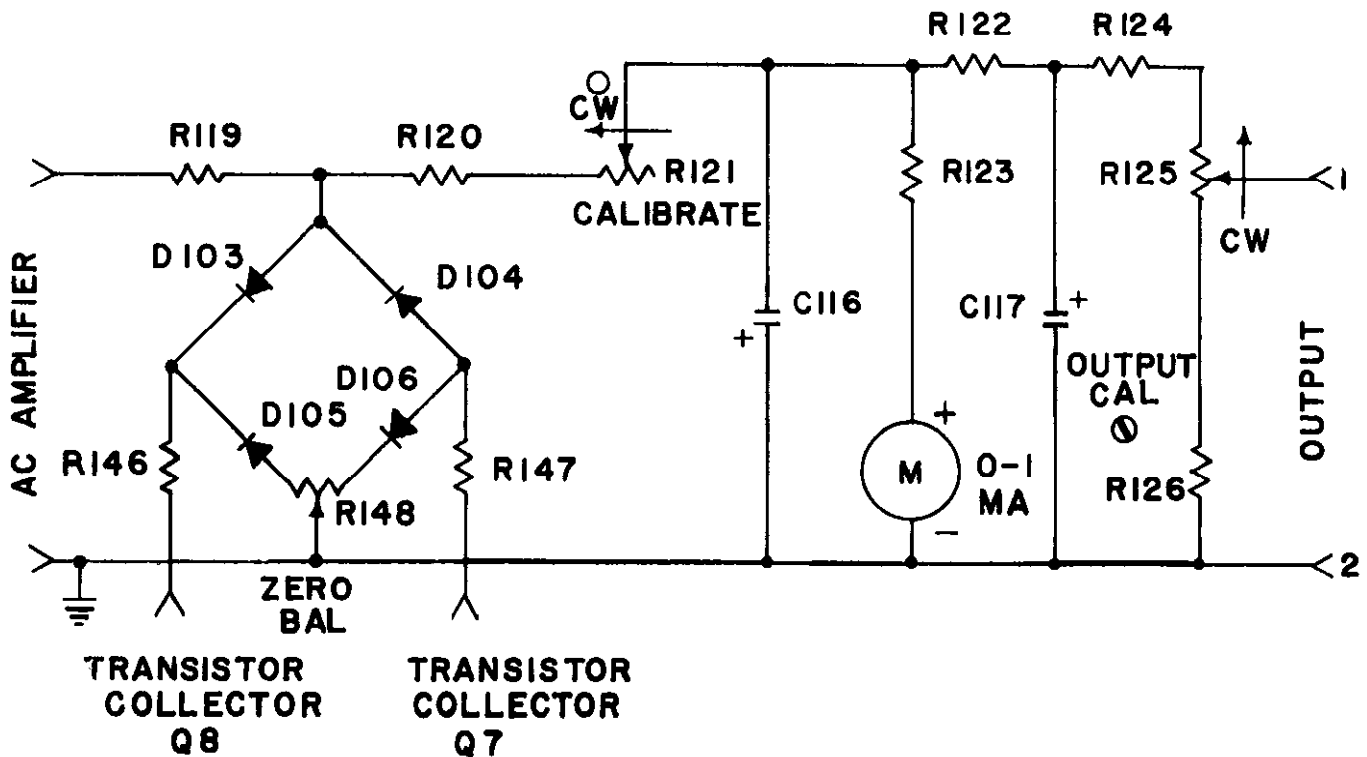 R122
R124
CW
R119
R120
R121
CALIBRATE
R123
R125
1
CW
D103
D104
C116
+
C117
+
AC AMPLIFIER
D106
D105
OUTPUT
CAL
OUTPUT
R146
R147
R148
+
M
-
0-1
MA
R126
ZERO
BAL
2
TRANSISTOR
COLLECTOR
Q8
TRANSISTOR
COLLECTOR
Q7